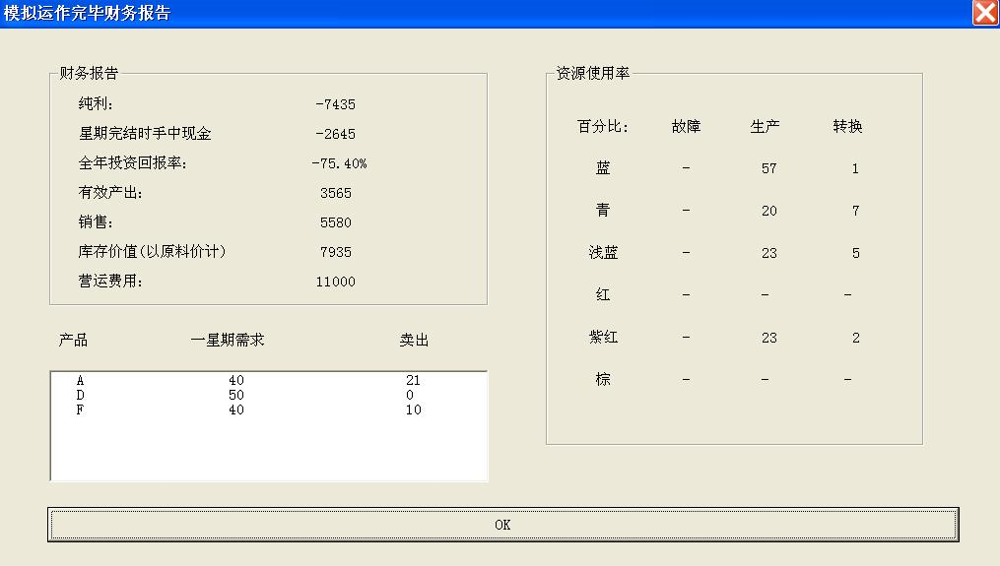 模拟运作完毕财务报告
财务报告
纯利: -7435
星期完结时手中现金 -2645
全年投资回报率: -75.40%
有效产出: 3565
销售: 5580
库存价值(以原料价计) 7935
营运费用: 11000
产品 一星期需求 卖出
A 40 21
D 50 0
F 40 10
资源使用率
百分比: 故障 生产 转换
蓝 - 57 1
青 - 20 7
浅蓝 - 23 5
红 - - -
紫红 - 23 2
棕 - - -
OK